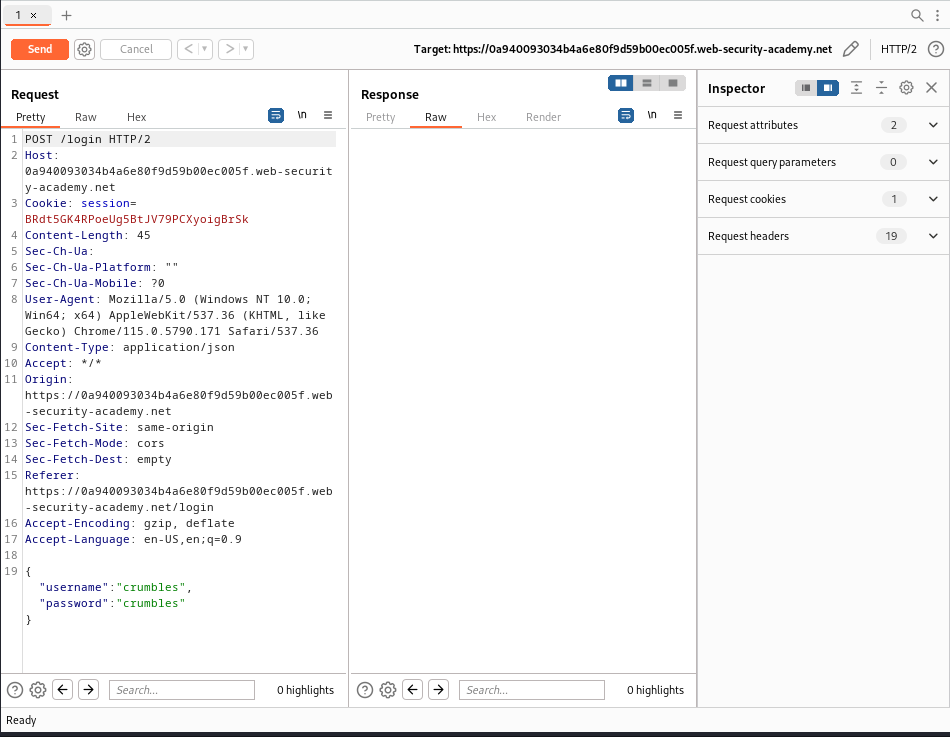 1 ×
+
Send
Cancel
<
>
Target: https://0a940093034b4a6e80f9d59b00ec005f.web-security-academy.net
HTTP/2
?
Request
Pretty
Raw
Hex
\n
1 POST /login HTTP/2
2 Host:
0a940093034b4a6e80f9d59b00ec005f.web-securit
y-academy.net
3 Cookie: session=
BRdt5GK4RPoeUg5BtJV79PCXyoigBrSk
4 Content-Length: 45
5 Sec-Ch-Ua:
6 Sec-Ch-Ua-Platform: ""
7 Sec-Ch-Ua-Mobile: ?0
8 User-Agent: Mozilla/5.0 (Windows NT 10.0;
Win64; x64) AppleWebKit/537.36 (KHTML, like
Gecko) Chrome/115.0.5790.171 Safari/537.36
9 Content-Type: application/json
10 Accept: */*
11 Origin:
https://0a940093034b4a6e80f9d59b00ec005f.web
-security-academy.net
12 Sec-Fetch-Site: same-origin
13 Sec-Fetch-Mode: cors
14 Sec-Fetch-Dest: empty
15 Referer:
https://0a940093034b4a6e80f9d59b00ec005f.web
-security-academy.net/login
16 Accept-Encoding: gzip, deflate
17 Accept-Language: en-US,en;q=0.9
18
19 {
"username":"crumbles",
"password":"crumbles"
}
?
Search...
0 highlights
Response
Pretty
Raw
Hex
Render
\n
?
Search...
0 highlights
Inspector
Request attributes 2
Request query parameters 0
Request cookies 1
Request headers 19
Ready